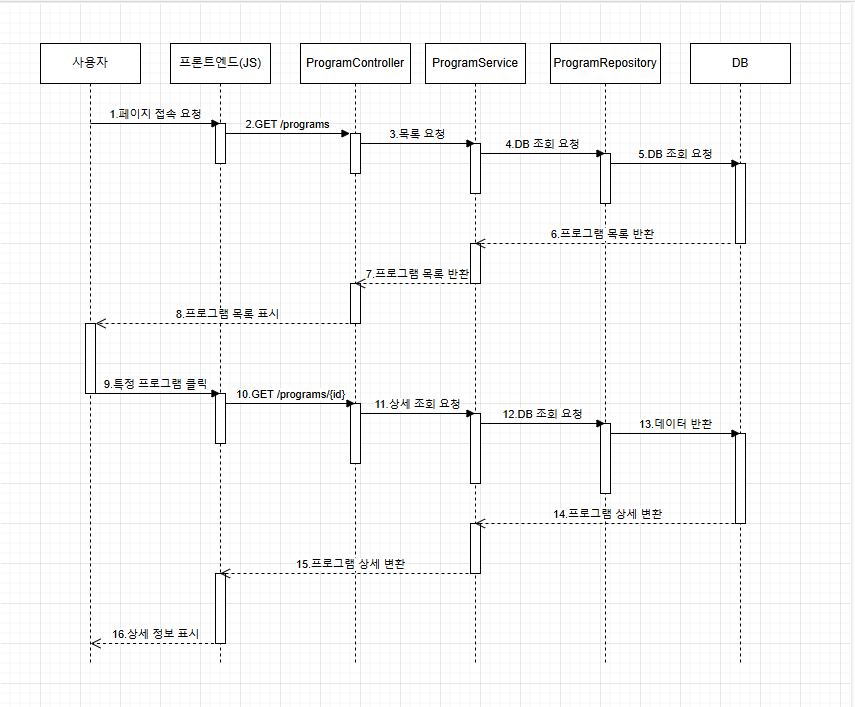 사용자
프론트엔드(JS)
ProgramController
ProgramService
ProgramRepository
DB
1.페이지 접속 요청
2.GET /programs
3.목록 요청
4.DB 조회 요청
5.DB 조회 요청
6.프로그램 목록 반환
7.프로그램 목록 반환
8.프로그램 목록 표시
9.특정 프로그램 클릭
10.GET /programs/{id}
11.상세 조회 요청
12.DB 조회 요청
13.데이터 반환
14.프로그램 상세 변환
15.프로그램 상세 변환
16.상세 정보 표시